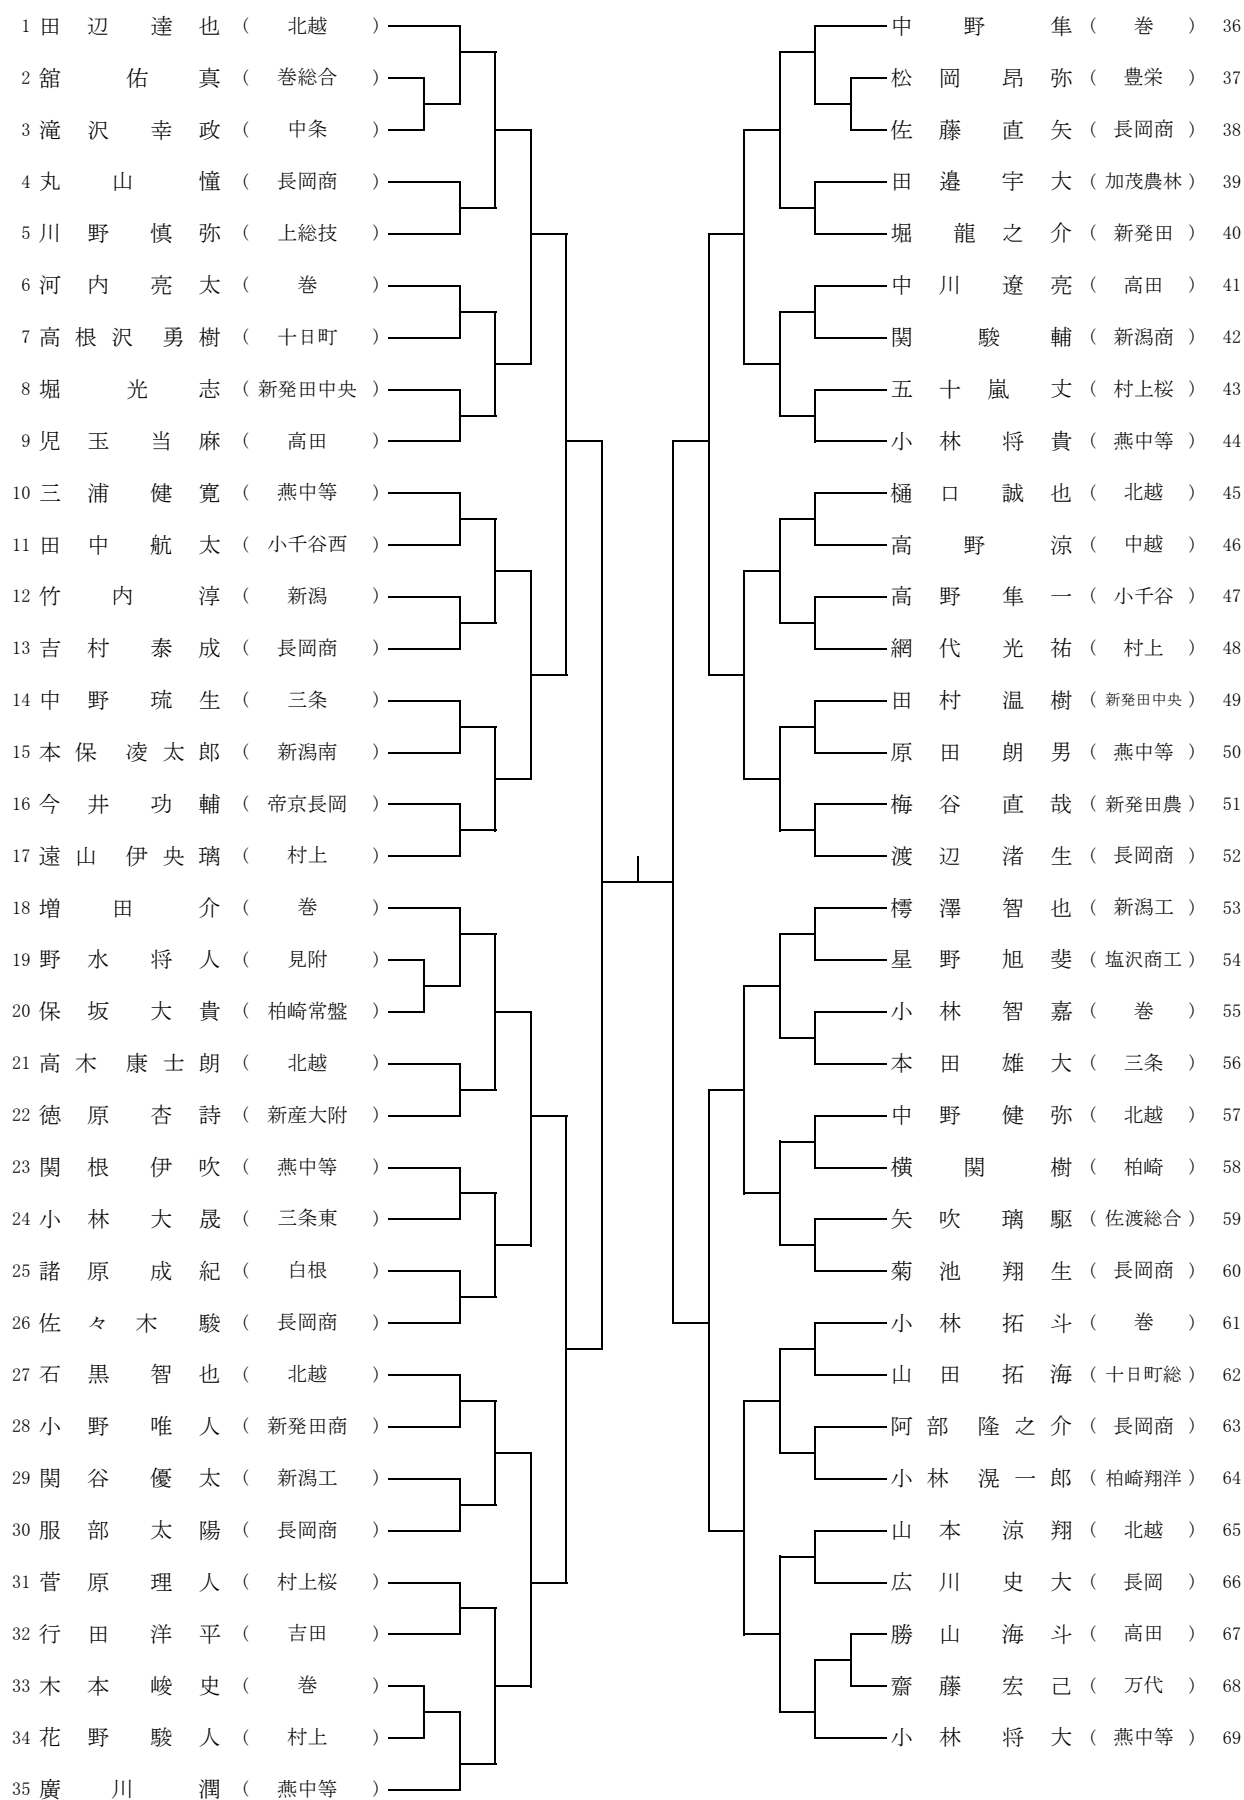 1 田辺 達也 ( 北越 )
2 舘 佑真 ( 巻総合 )
3 滝沢 幸政 ( 中条 )
4 丸山 憧 ( 長岡商 )
5 川野 慎弥 ( 上総技 )
6 河内 亮太 ( 巻 )
7 高根沢 勇樹 ( 十日町 )
8 堀 光志 ( 新発田中央 )
9 児玉 当麻 ( 高田 )
10 三浦 健寛 ( 燕中等 )
11 田中 航太 ( 小千谷西 )
12 竹内 淳 ( 新潟 )
13 吉村 泰成 ( 長岡商 )
14 中野 琉生 ( 三条 )
15 本保 凌太郎 ( 新潟南 )
16 今井 功輔 ( 帝京長岡 )
17 遠山 伊央璃 ( 村上 )
18 増田 介 ( 巻 )
19 野水 将人 ( 見附 )
20 保坂 大貴 ( 柏崎常盤 )
21 高木 康士朗 ( 北越 )
22 徳原 杏詩 ( 新産大附 )
23 関根 伊吹 ( 燕中等 )
24 小林 大晟 ( 三条東 )
25 諸原 成紀 ( 白根 )
26 佐々木 駿 ( 長岡商 )
27 石黒 智也 ( 北越 )
28 小野 唯人 ( 新発田商 )
29 関谷 優太 ( 新潟工 )
30 服部 太陽 ( 長岡商 )
31 菅原 理人 ( 村上桜 )
32 行田 洋平 ( 吉田 )
33 木本 峻史 ( 巻 )
34 花野 駿人 ( 村上 )
35 廣川 潤 ( 燕中等 )
中野 隼 ( 巻 ) 36
松岡 昂弥 ( 豊栄 ) 37
佐藤 直矢 ( 長岡商 ) 38
田邉 宇大 ( 加茂農林 ) 39
堀 龍之介 ( 新発田 ) 40
中川 遼亮 ( 高田 ) 41
関 駿輔 ( 新潟商 ) 42
五十嵐 丈 ( 村上桜 ) 43
小林 将貴 ( 燕中等 ) 44
樋口 誠也 ( 北越 ) 45
高野 涼 ( 中越 ) 46
高野 隼一 ( 小千谷 ) 47
網代 光祐 ( 村上 ) 48
田村 温樹 ( 新発田中央 ) 49
原田 朗男 ( 燕中等 ) 50
梅谷 直哉 ( 新発田農 ) 51
渡辺 渚生 ( 長岡商 ) 52
樗澤 智也 ( 新潟工 ) 53
星野 旭斐 ( 塩沢商工 ) 54
小林 智嘉 ( 巻 ) 55
本田 雄大 ( 三条 ) 56
中野 健弥 ( 北越 ) 57
横関 樹 ( 柏崎 ) 58
矢吹 璃駆 ( 佐渡総合 ) 59
菊池 翔生 ( 長岡商 ) 60
小林 拓斗 ( 巻 ) 61
山田 拓海 ( 十日町総 ) 62
阿部 隆之介 ( 長岡商 ) 63
小林 滉一郎 ( 柏崎翔洋 ) 64
山本 涼翔 ( 北越 ) 65
広川 史大 ( 長岡 ) 66
勝山 海斗 ( 高田 ) 67
齋藤 宏己 ( 万代 ) 68
小林 将大 ( 燕中等 ) 69